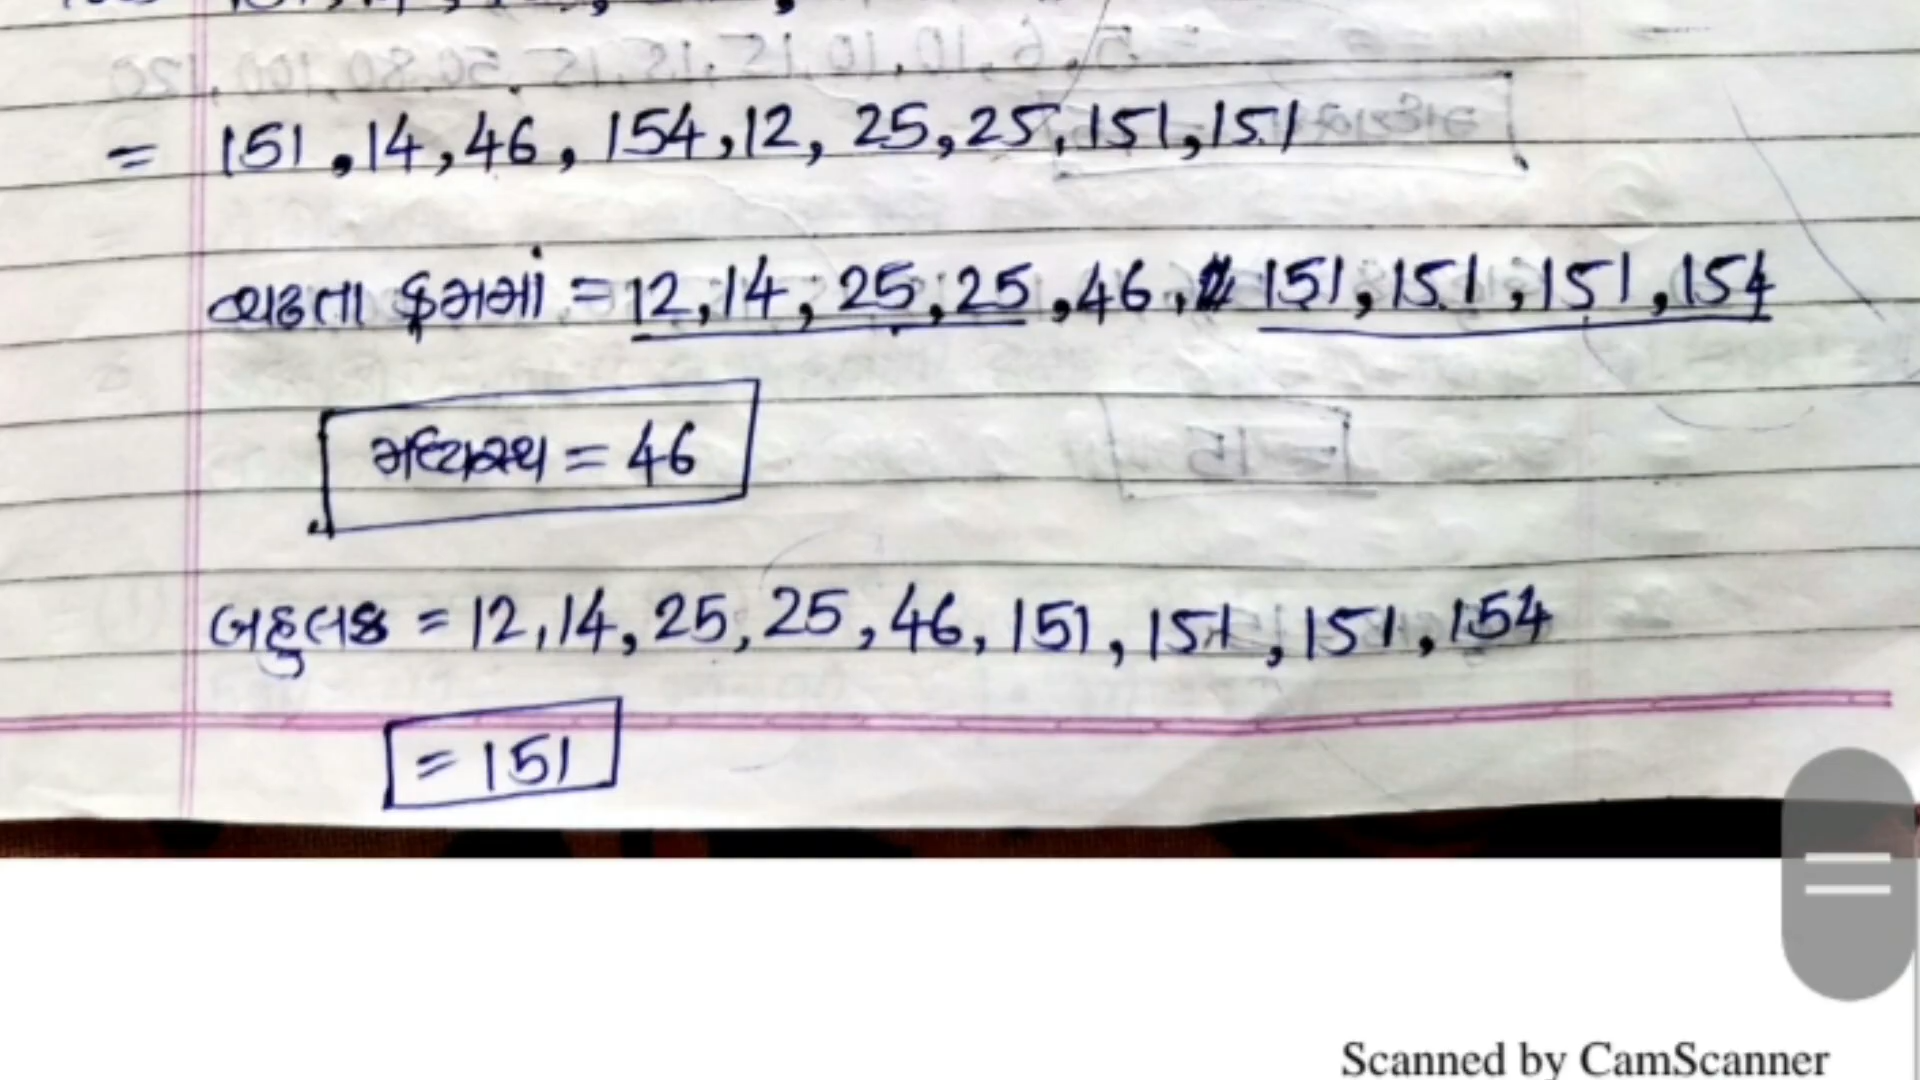 = 151, 14, 46, 154, 12, 25, 25, 151, 151
ચઢતા ક્રમમાં = 12, 14, 25, 25, 46, 151, 151, 151, 154
મધ્યસ્થ = 46
બહુલક = 12, 14, 25, 25, 46, 151, 151, 151, 154
= 151
Scanned by CamScanner